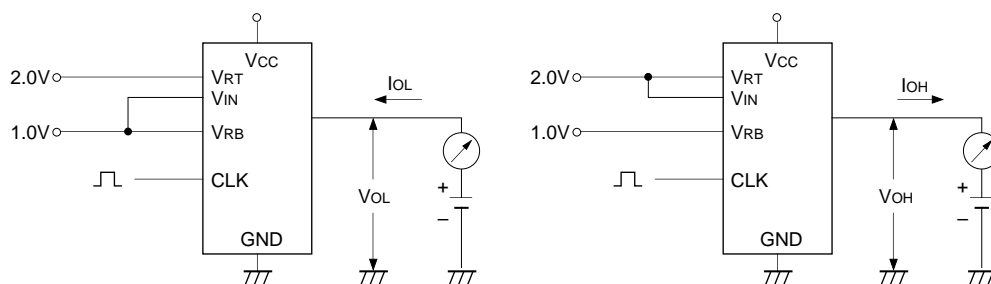 VCC
2.0V
VRT
VIN
IOL
1.0V
VRB
CLK
VOL
+
–
GND
VCC
2.0V
VRT
VIN
IOH
1.0V
VRB
CLK
VOH
+
–
GND